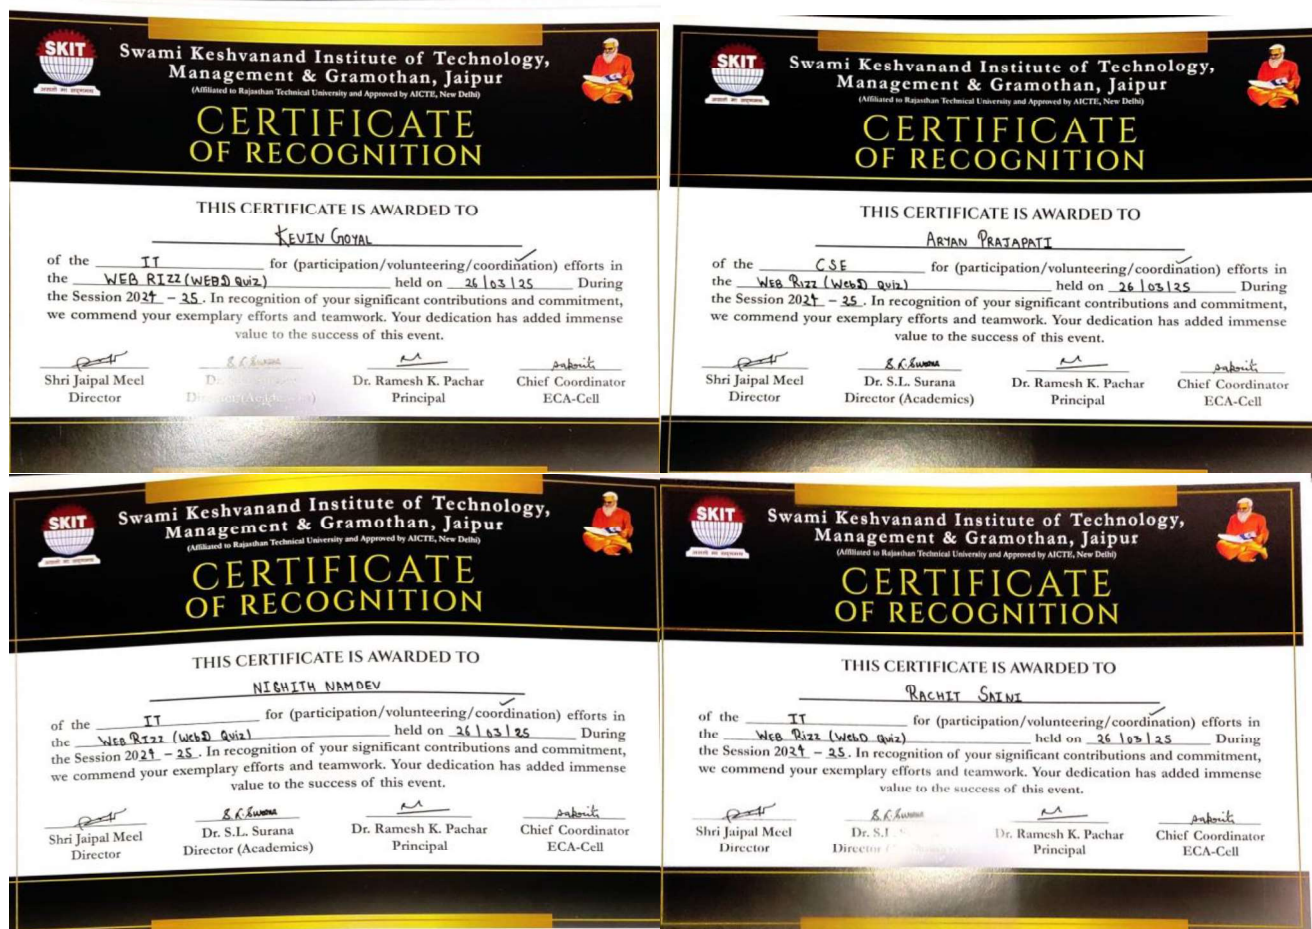 SKIT
Swami Keshvanand Institute of Technology,
Management & Gramothan, Jaipur
(Affiliated to Rajasthan Technical University and Approved by AICTE, New Delhi)
CERTIFICATE
OF RECOGNITION
THIS CERTIFICATE IS AWARDED TO
KEVIN GOYAL
of the IT for (participation/volunteering/coordination) efforts in
the WEB RIZZ (WEBD Quiz) held on 26/03/25 During
the Session 2024 - 25. In recognition of your significant contributions and commitment,
we commend your exemplary efforts and teamwork. Your dedication has added immense
value to the success of this event.
Shri Jaipal Meel Dr. Ramesh K. Pachar Chief Coordinator
Director Principal ECA-Cell
SKIT
Swami Keshvanand Institute of Technology,
Management & Gramothan, Jaipur
(Affiliated to Rajasthan Technical University and Approved by AICTE, New Delhi)
CERTIFICATE
OF RECOGNITION
THIS CERTIFICATE IS AWARDED TO
ARYAN PRAJAPATI
of the CSE for (participation/volunteering/coordination) efforts in
the WEB RIZZ (WebD Quiz) held on 26/03/25 During
the Session 2024 - 25. In recognition of your significant contributions and commitment,
we commend your exemplary efforts and teamwork. Your dedication has added immense
value to the success of this event.
S.L. Surana
Shri Jaipal Meel Dr. S.L. Surana Dr. Ramesh K. Pachar Chief Coordinator
Director Director (Academics) Principal ECA-Cell
SKIT
Swami Keshvanand Institute of Technology,
Management & Gramothan, Jaipur
(Affiliated to Rajasthan Technical University and Approved by AICTE, New Delhi)
CERTIFICATE
OF RECOGNITION
THIS CERTIFICATE IS AWARDED TO
NISHITH NAMDEV
of the IT for (participation/volunteering/coordination) efforts in
the WEB RIZZ (WebD Quiz) held on 26/03/25 During
the Session 2024 - 25. In recognition of your significant contributions and commitment,
we commend your exemplary efforts and teamwork. Your dedication has added immense
value to the success of this event.
S.L. Surana
Shri Jaipal Meel Dr. S.L. Surana Dr. Ramesh K. Pachar Chief Coordinator
Director Director (Academics) Principal ECA-Cell
SKIT
Swami Keshvanand Institute of Technology,
Management & Gramothan, Jaipur
(Affiliated to Rajasthan Technical University and Approved by AICTE, New Delhi)
CERTIFICATE
OF RECOGNITION
THIS CERTIFICATE IS AWARDED TO
RACHIT SAINI
of the IT for (participation/volunteering/coordination) efforts in
the WEB RIZZ (WebD Quiz) held on 26/03/25 During
the Session 2024 - 25. In recognition of your significant contributions and commitment,
we commend your exemplary efforts and teamwork. Your dedication has added immense
value to the success of this event.
S.L. Surana
Shri Jaipal Meel Dr. Ramesh K. Pachar Chief Coordinator
Director Director Principal ECA-Cell